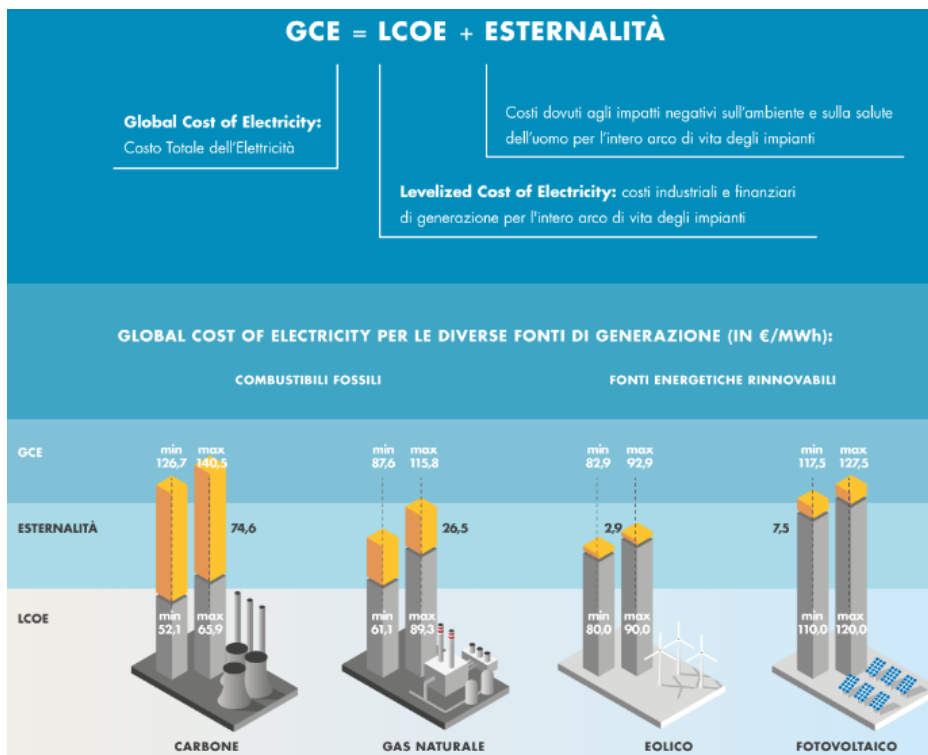 GCE = LCOE + ESTERNALITÀ
Global Cost of Electricity:
Costo Totale dell'Elettricità
Costi dovuti agli impatti negativi sull'ambiente e sulla salute
dell'uomo per l'intero arco di vita degli impianti
Levelized Cost of Electricity: costi industriali e finanziari
di generazione per l'intero arco di vita degli impianti
GLOBAL COST OF ELECTRICITY PER LE DIVERSE FONTI DI GENERAZIONE (IN €/MWh):
COMBUSTIBILI FOSSILI FONTI ENERGETICHE RINNOVABILI
GCE min max min max min max min max
126,7 140,5 87,6 115,8 82,9 92,9 117,5 127,5
ESTERNALITÀ 74,6 26,5 2,9 7,5
LCOE min max min max min max min max
52,1 65,9 61,1 89,3 80,0 90,0 110,0 120,0
CARBONE GAS NATURALE EOLICO FOTOVOLTAICO